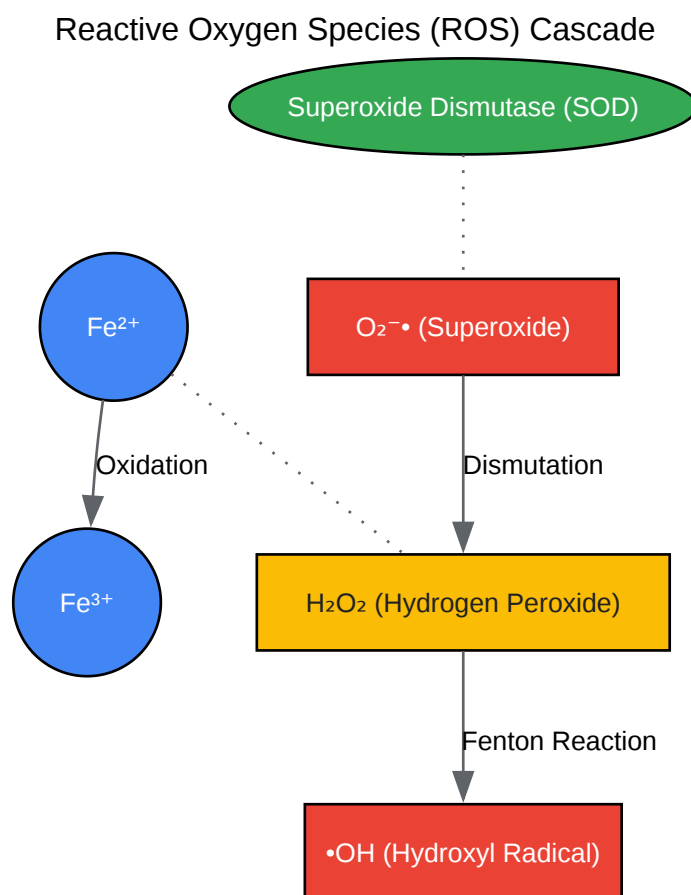 Reactive Oxygen Species (ROS) Cascade
Superoxide Dismutase (SOD)
Fe²⁺
O₂⁻• (Superoxide)
Oxidation
Dismutation
Fe³⁺
H₂O₂ (Hydrogen Peroxide)
Fenton Reaction
•OH (Hydroxyl Radical)